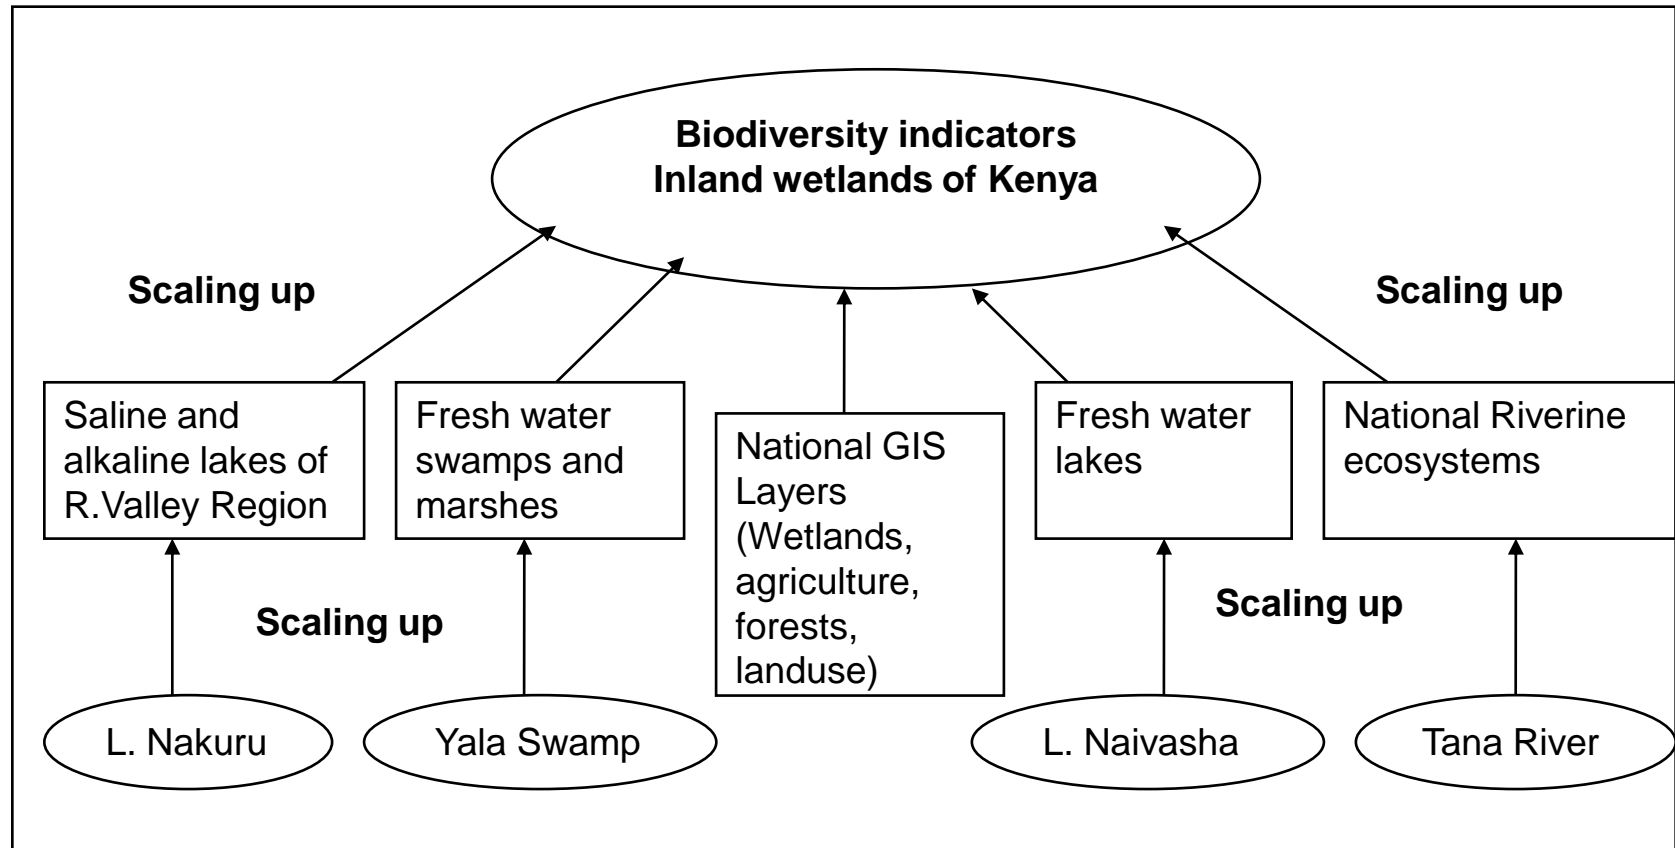 Biodiversity indicators
Inland wetlands of Kenya
Scaling up
Scaling up
Saline and
alkaline lakes of
R.Valley Region
Fresh water
swamps and
marshes
National GIS
Layers
(Wetlands,
agriculture,
forests,
landuse)
Fresh water
lakes
National Riverine
ecosystems
Scaling up
Scaling up
L. Nakuru
Yala Swamp
L. Naivasha
Tana River